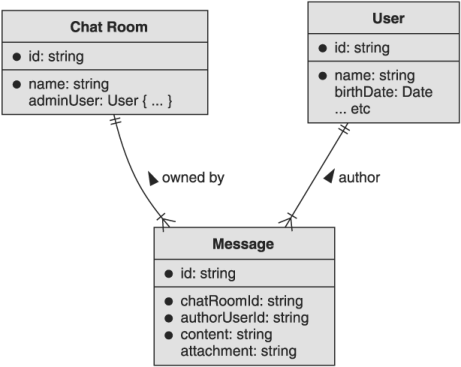 Chat Room
● id: string
● name: string
adminUser: User { ... }
User
● id: string
● name: string
birthDate: Date
... etc
owned by
author
Message
● id: string
● chatRoomId: string
● authorUserId: string
● content: string
attachment: string